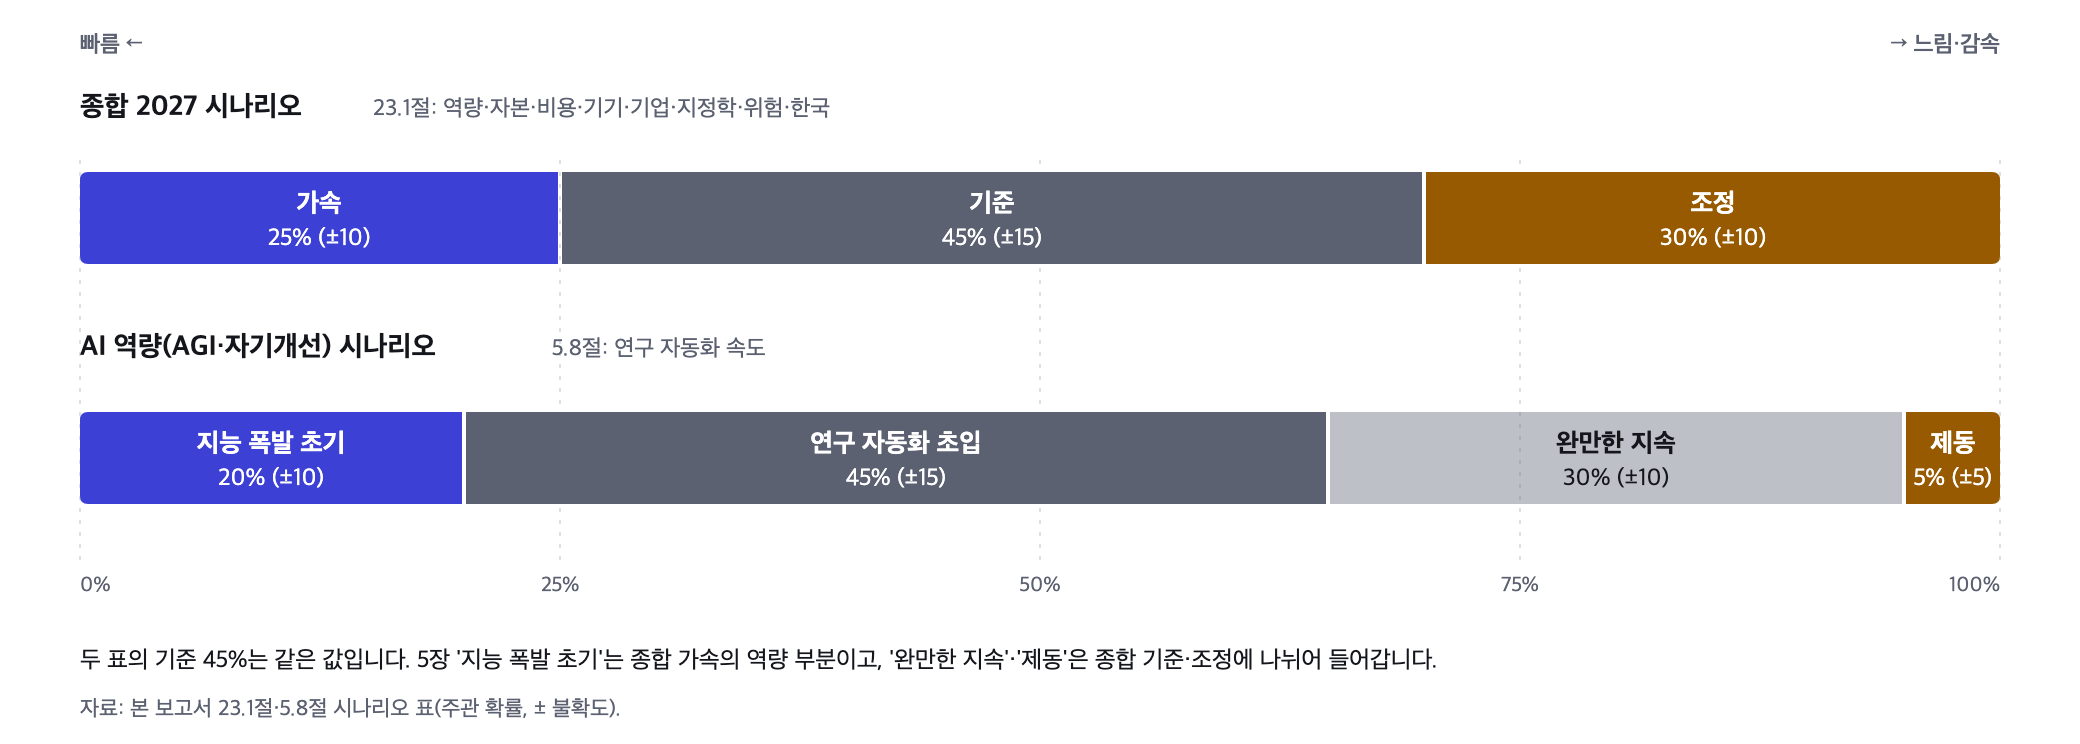 빠름 ←
→ 느림·감속
종합 2027 시나리오
23.1절: 역량·자본·비용·기기·기업·지정학·위험·한국
가속
기준
조정
25% (±10)
45% (±15)
30% (±10)
AI 역량(AGI·자기개선) 시나리오
5.8절: 연구 자동화 속도
지능 폭발 초기
연구 자동화 초입
완만한 지속
제동
20% (±10)
45% (±15)
30% (±10)
5% (±5)
0%
25%
50%
75%
100%
두 표의 기준 45%는 같은 값입니다. 5장 '지능 폭발 초기'는 종합 가속의 역량 부분이고, '완만한 지속'·'제동'은 종합 기준·조정에 나뉘어 들어갑니다.
자료: 본 보고서 23.1절·5.8절 시나리오 표(주관 확률, ± 불확도).